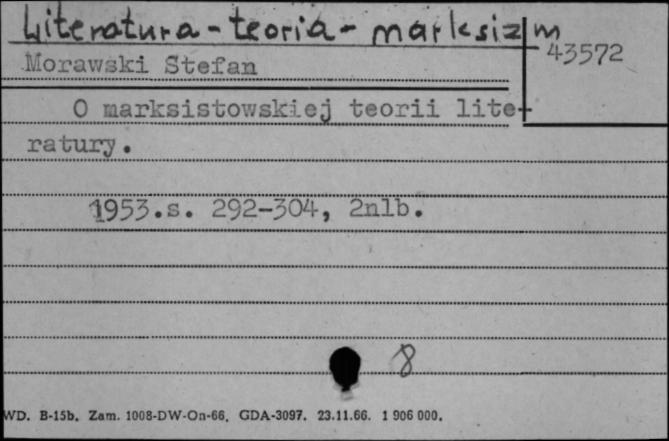 Literatura - teoria - marksizm
43572
Morawski Stefan
O marksistowskiej teorii lite-
ratury.
1953.s. 292-304, 2nlb.
8
WD. B-15b. Zam. 1008-DW-On-66. GDA-3097. 23.11.66. 1 906 000.